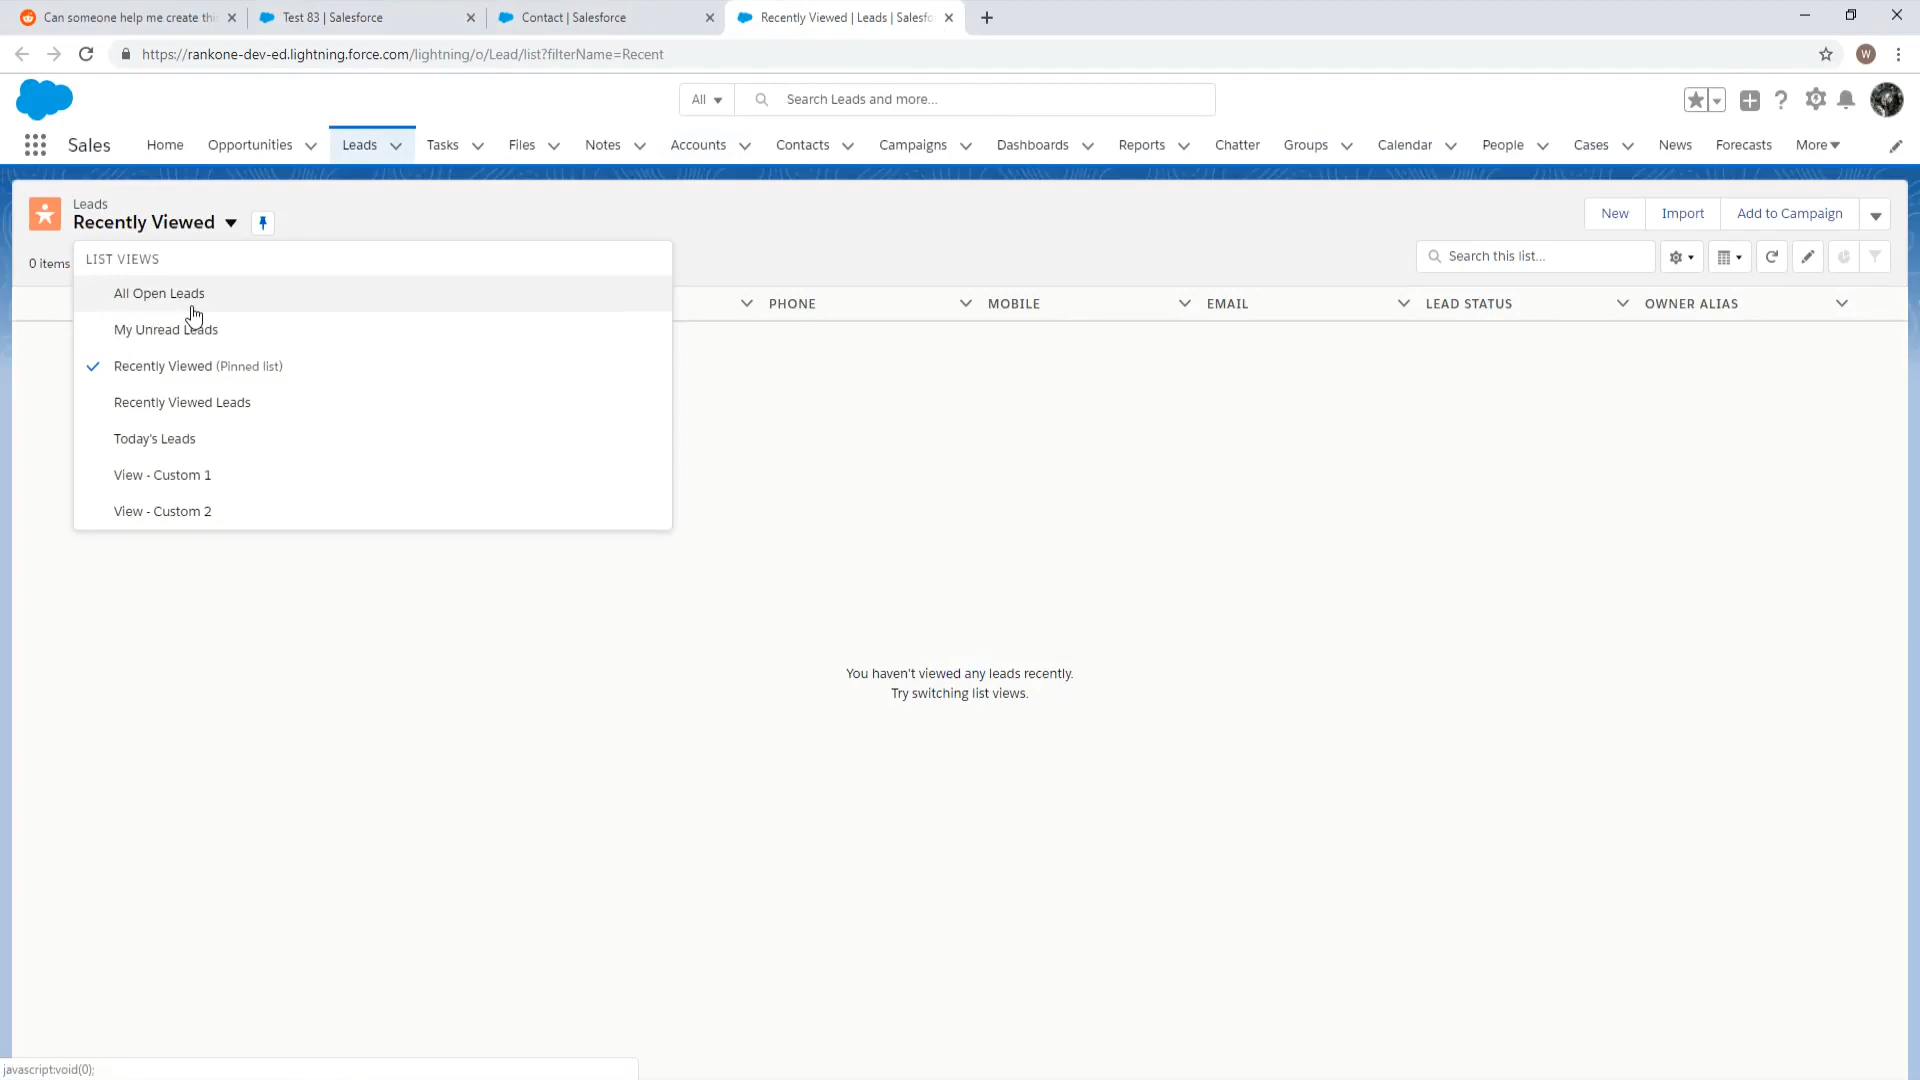 Can someone help me create thi
Test 83 | Salesforce
Contact | Salesforce
Recently Viewed | Leads | Salesfo
https://rankone-dev-ed.lightning.force.com/lightning/o/Lead/list?filterName=Recent
W
All
Search Leads and more...
Sales
Home
Opportunities
Leads
Tasks
Files
Notes
Accounts
Contacts
Campaigns
Dashboards
Reports
Chatter
Groups
Calendar
People
Cases
News
Forecasts
More
Leads
Recently Viewed
New
Import
Add to Campaign
0 items
Search this list...
LIST VIEWS
All Open Leads
My Unread Leads
Recently Viewed (Pinned list)
Recently Viewed Leads
Today's Leads
View - Custom 1
View - Custom 2
PHONE
MOBILE
EMAIL
LEAD STATUS
OWNER ALIAS
You haven't viewed any leads recently.
Try switching list views.
javascript:void(0);